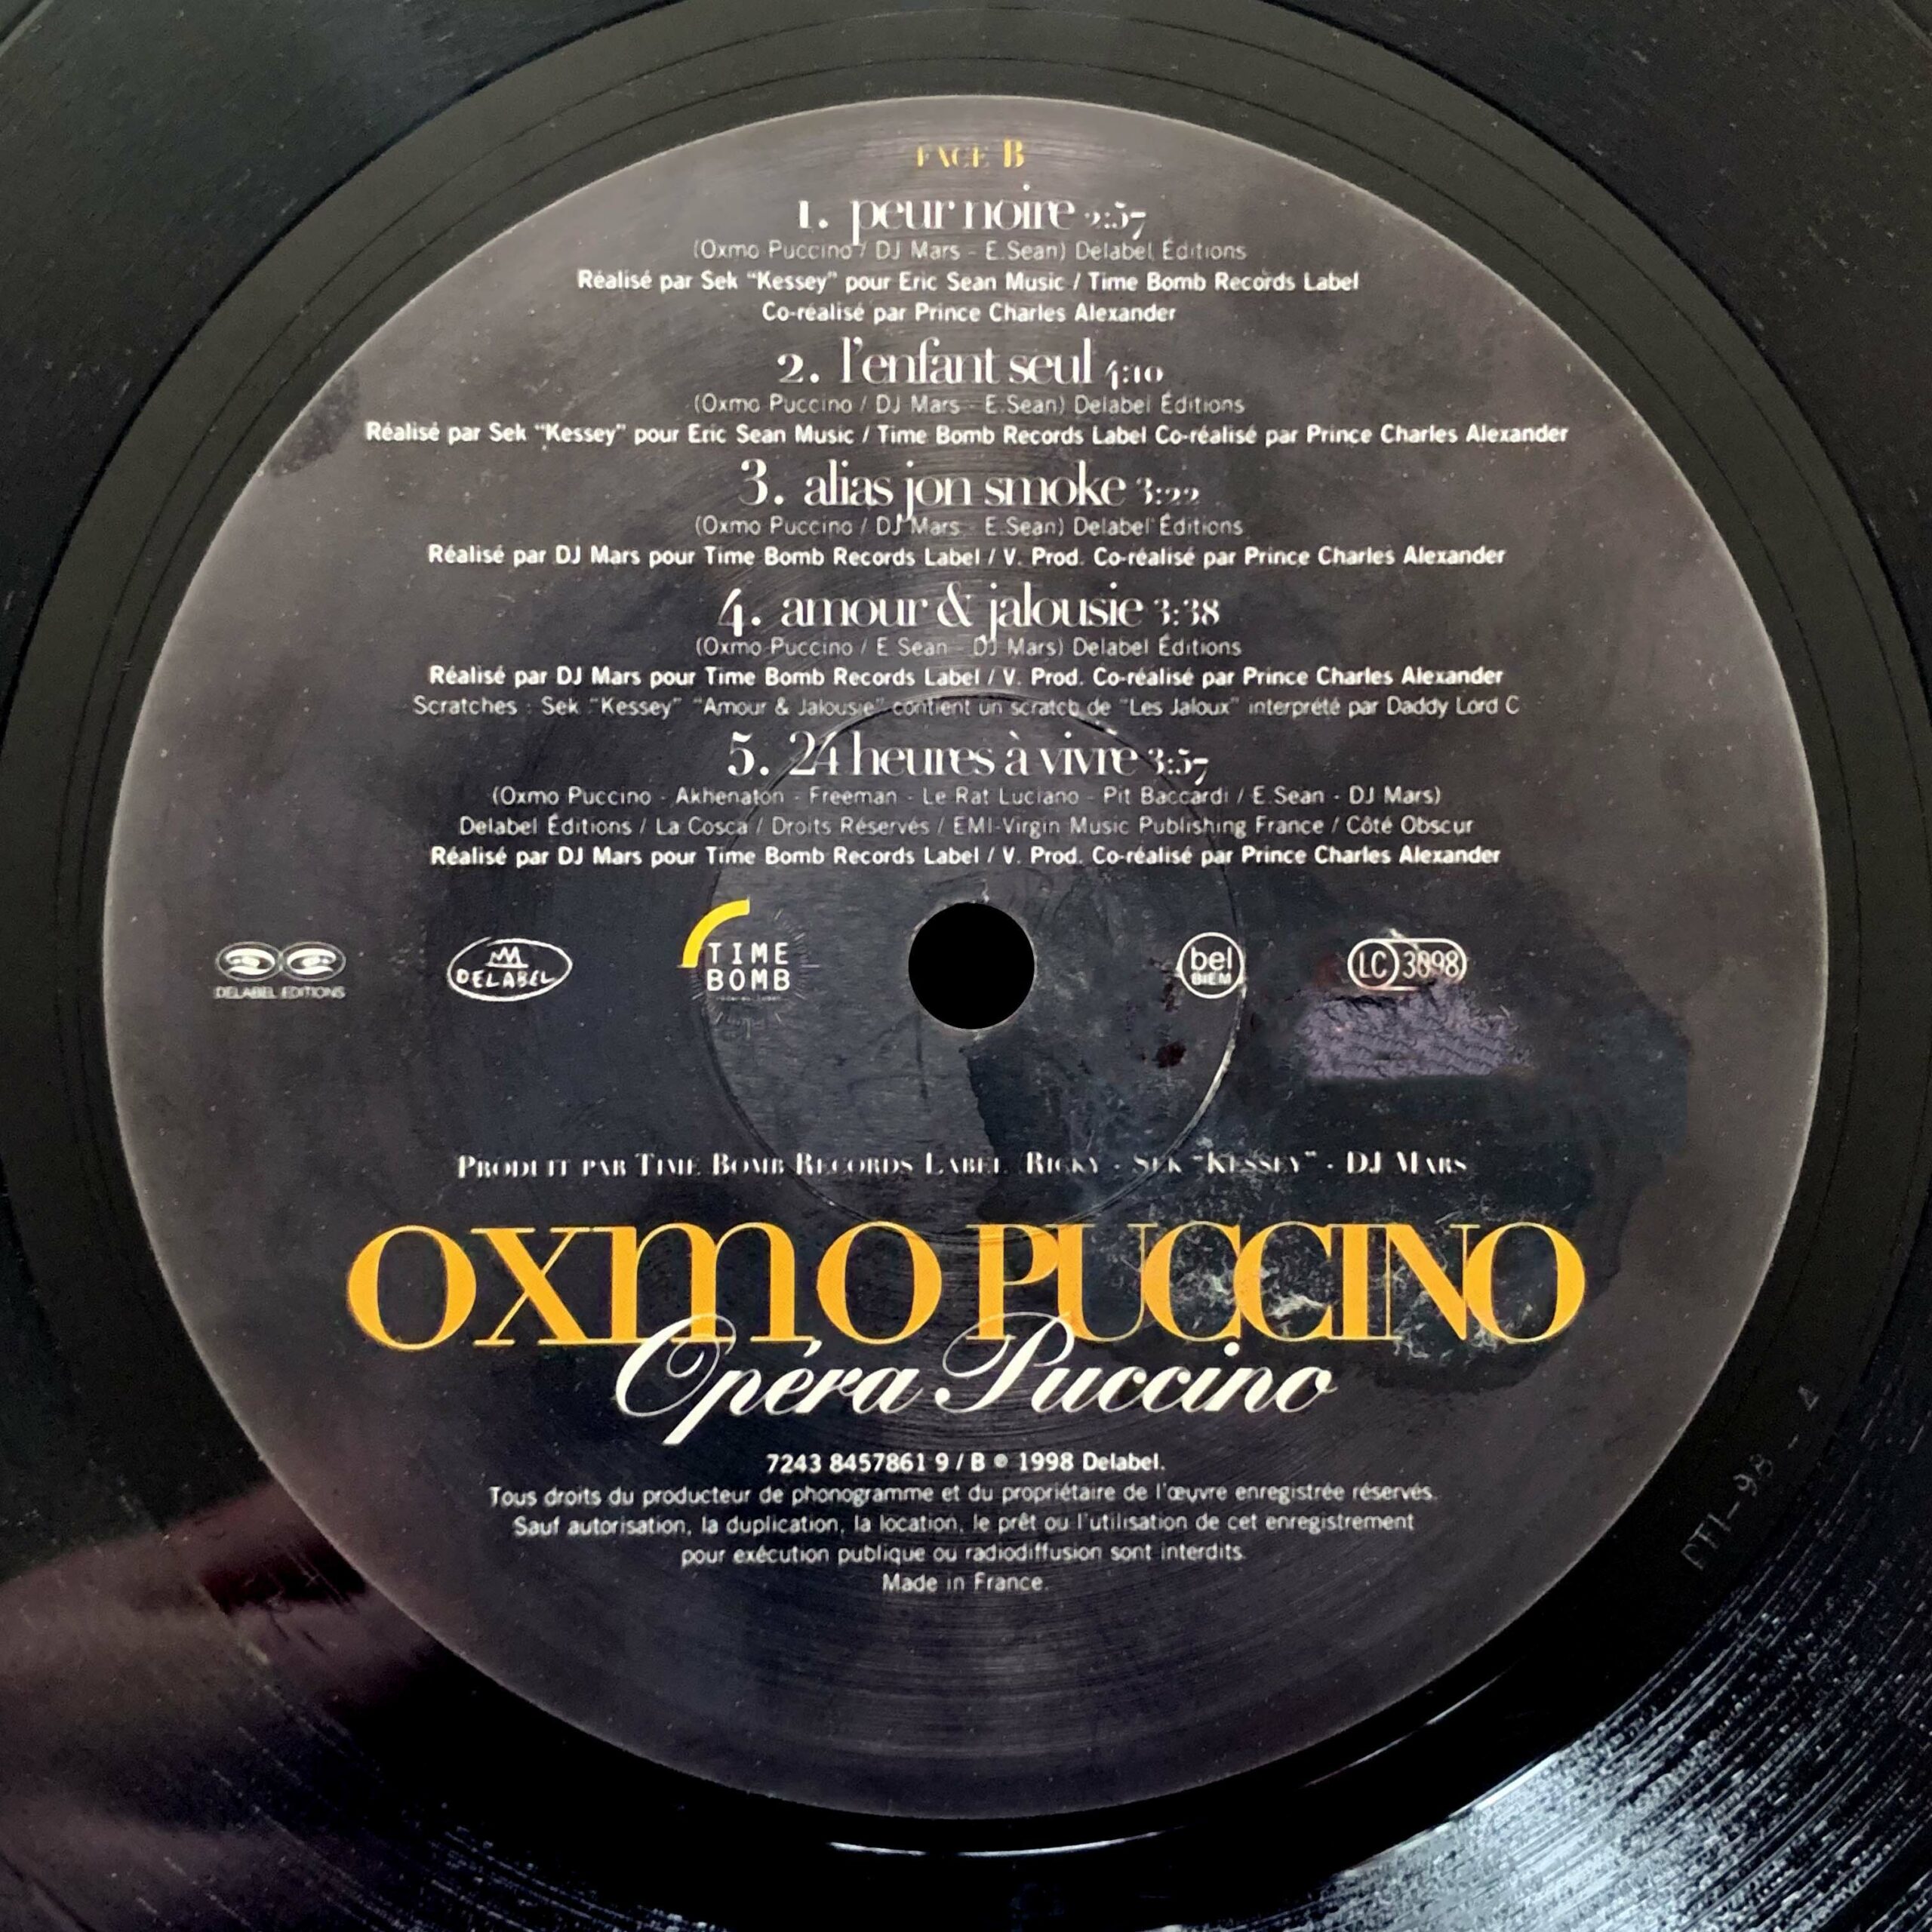 FACE B
1. peur noire 2:57
(Oxmo Puccino / DJ Mars - E.Sean) Delabel Éditions
Réalisé par Sek "Kessey" pour Eric Sean Music / Time Bomb Records Label
Co-réalisé par Prince Charles Alexander
2. l'enfant seul 4:10
(Oxmo Puccino / DJ Mars - E.Sean) Delabel Éditions
Réalisé par Sek "Kessey" pour Eric Sean Music / Time Bomb Records Label Co-réalisé par Prince Charles Alexander
3. alias jon smoke 3:22
(Oxmo Puccino / DJ Mars - E.Sean) Delabel Éditions
Réalisé par DJ Mars pour Time Bomb Records Label / V. Prod. Co-réalisé par Prince Charles Alexander
4. amour & jalousie 3:38
(Oxmo Puccino / E Sean - DJ Mars) Delabel Éditions
Réalisé par DJ Mars pour Time Bomb Records Label / V. Prod. Co-réalisé par Prince Charles Alexander
Scratches : Sek "Kessey" "Amour & Jalousie" contient un scratch de "Les Jaloux" interprété par Daddy Lord C
5. 24 heures à vivre 3:57
(Oxmo Puccino - Akhenaton - Freeman - Le Rat Luciano - Pit Baccardi / E.Sean - DJ Mars)
Delabel Éditions / La Cosca / Droits Réservés / EMI-Virgin Music Publishing France / Côté Obscur
Réalisé par DJ Mars pour Time Bomb Records Label / V. Prod. Co-réalisé par Prince Charles Alexander
DELABEL EDITIONS
DELABEL
TIME
BOMB
bel
BIEM
LC 3098
PRODUIT PAR TIME BOMB RECORDS LABEL RICKY - SEK "KESSEY" - DJ MARS
OXMO PUCCINO
Opéra Puccino
7243 8457861 9 / B ℗ 1998 Delabel.
Tous droits du producteur de phonogramme et du propriétaire de l'œuvre enregistrée réservés.
Sauf autorisation, la duplication, la location, le prêt ou l'utilisation de cet enregistrement
pour exécution publique ou radiodiffusion sont interdits.
Made in France.